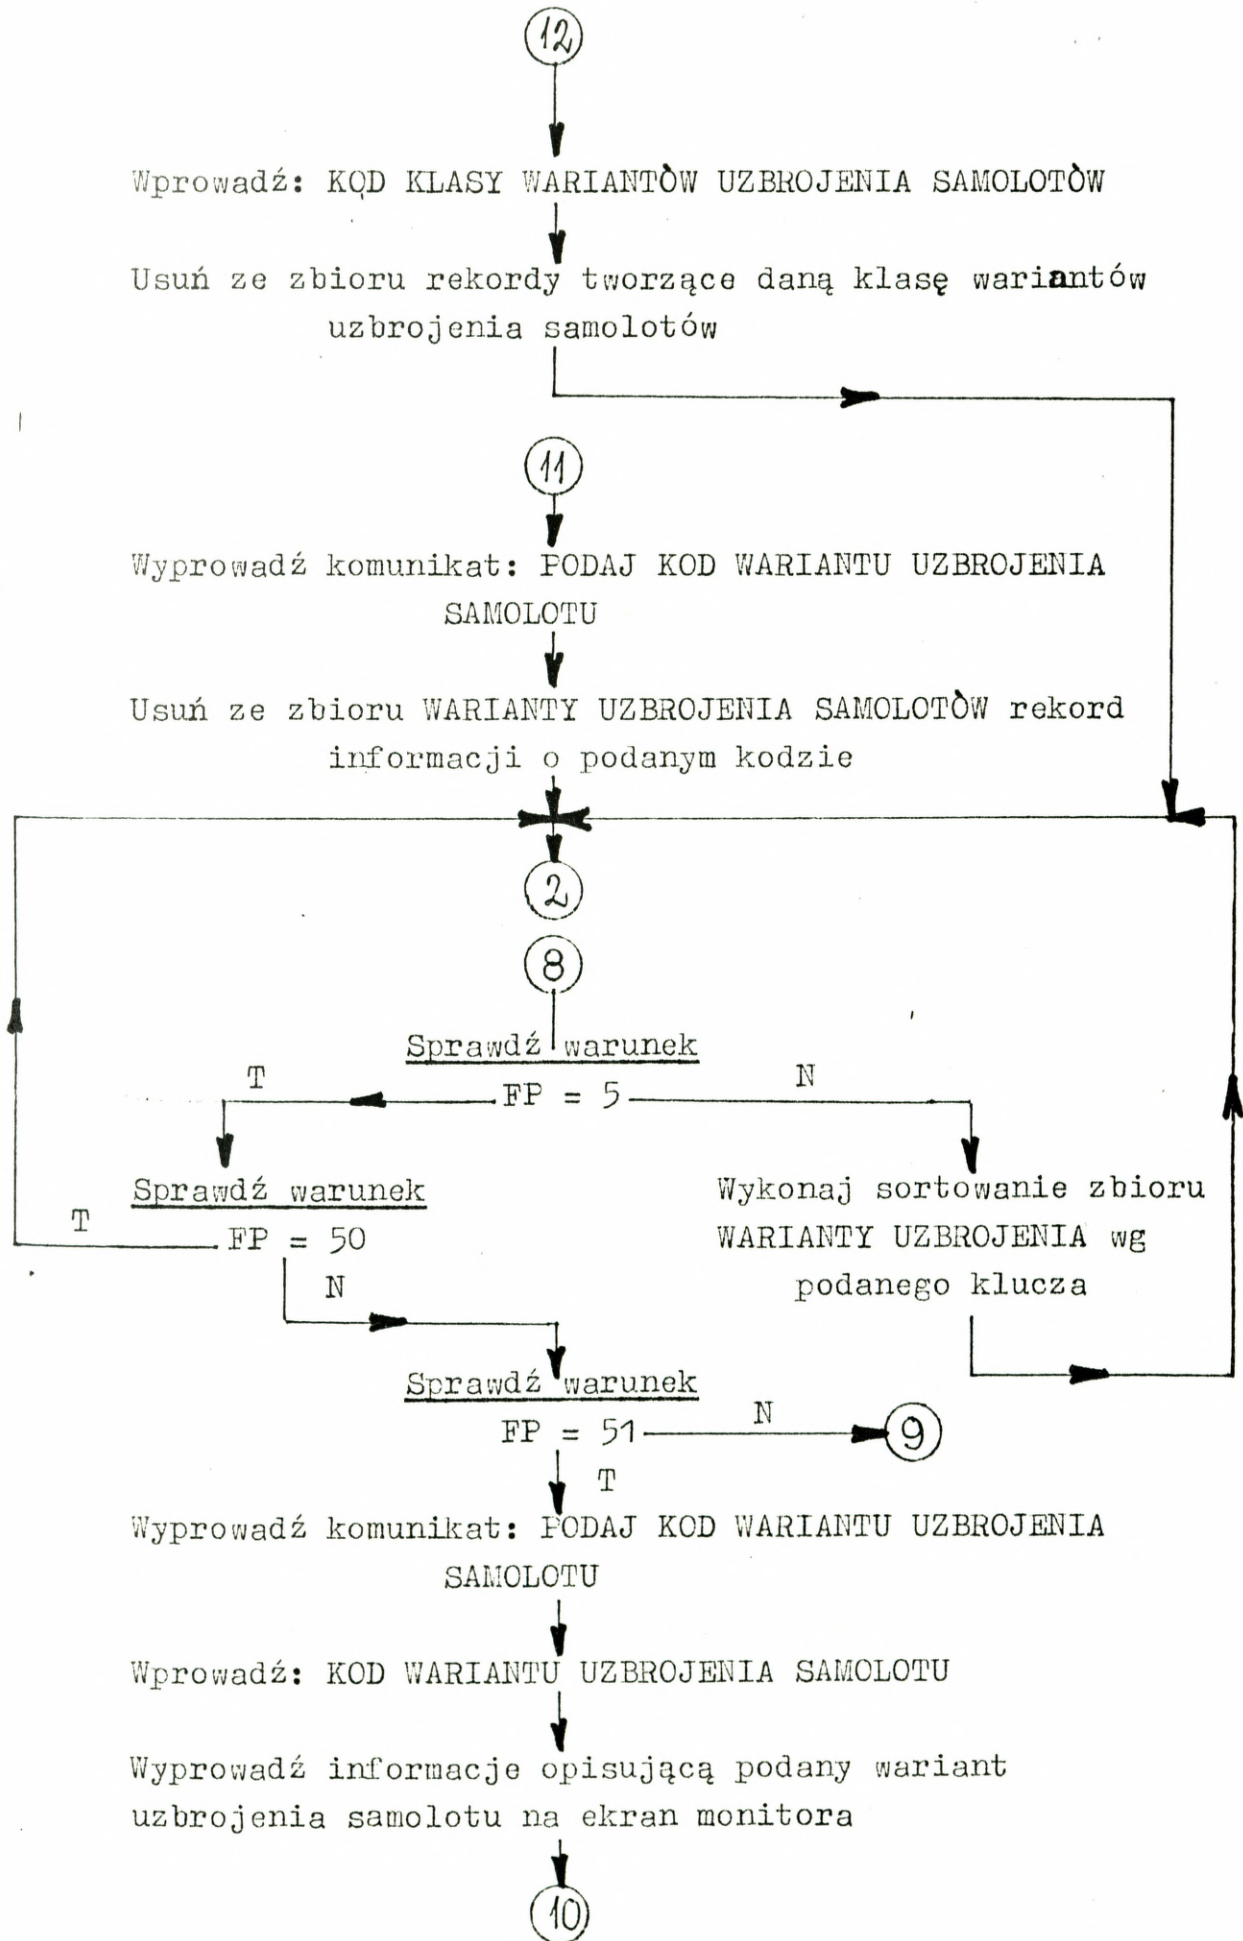 12
Wprowadź: KOD KLASY WARIANTÓW UZBROJENIA SAMOLOTÓW
Usuń ze zbioru rekordy tworzące daną klasę wariantów
uzbrojenia samolotów
11
Wyprowadź komunikat: PODAJ KOD WARIANTU UZBROJENIA
SAMOLOTU
Usuń ze zbioru WARIANTY UZBROJENIA SAMOLOTÓW rekord
informacji o podanym kodzie
2
8
Sprawdź warunek
T
FP = 5
N
Sprawdź warunek
T
FP = 50
N
Wykonaj sortowanie zbioru
WARIANTY UZBROJENIA wg
podanego klucza
Sprawdź warunek
FP = 51
N
9
T
Wyprowadź komunikat: PODAJ KOD WARIANTU UZBROJENIA
SAMOLOTU
Wprowadź: KOD WARIANTU UZBROJENIA SAMOLOTU
Wyprowadź informacje opisującą podany wariant
uzbrojenia samolotu na ekran monitora
10